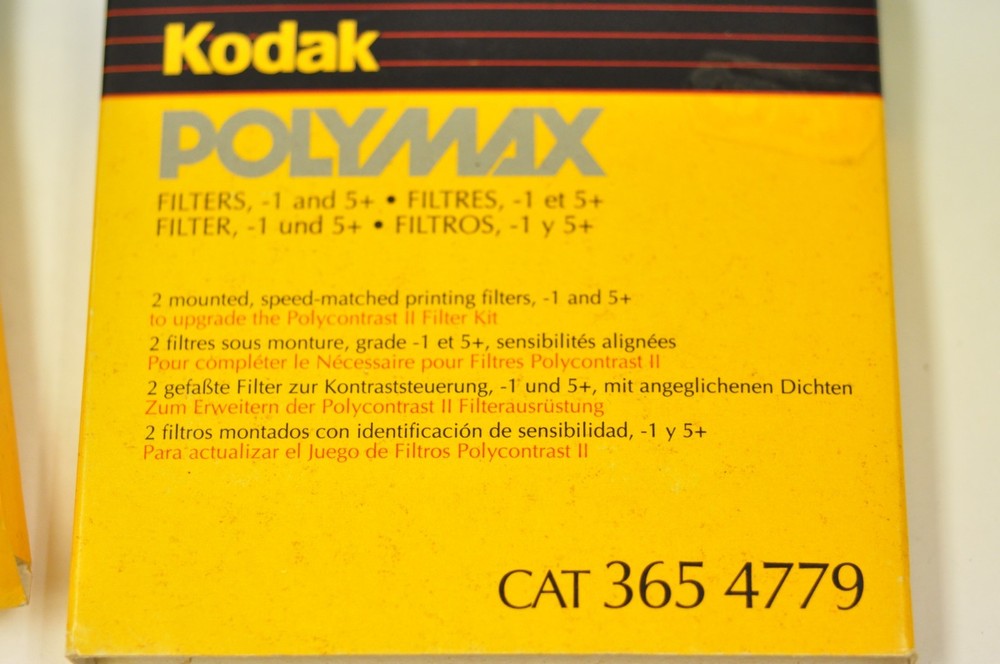 Kodak
POLYMAX
FILTERS, -1 and 5+ • FILTRES, -1 et 5+
FILTER, -1 und 5+ • FILTROS, -1 y 5+
2 mounted, speed-matched printing filters, -1 and 5+
to upgrade the Polycontrast II Filter Kit
2 filtres sous monture, grade -1 et 5+, sensibilités alignées
Pour compléter le Nécessaire pour Filtres Polycontrast II
2 gefaßte Filter zur Kontraststeuerung, -1 und 5+, mit angeglichenen Dichten
Zum Erweitern der Polycontrast II Filterausrüstung
2 filtros montados con identificación de sensibilidad, -1 y 5+
Para actualizar el Juego de Filtros Polycontrast II
CAT 365 4779